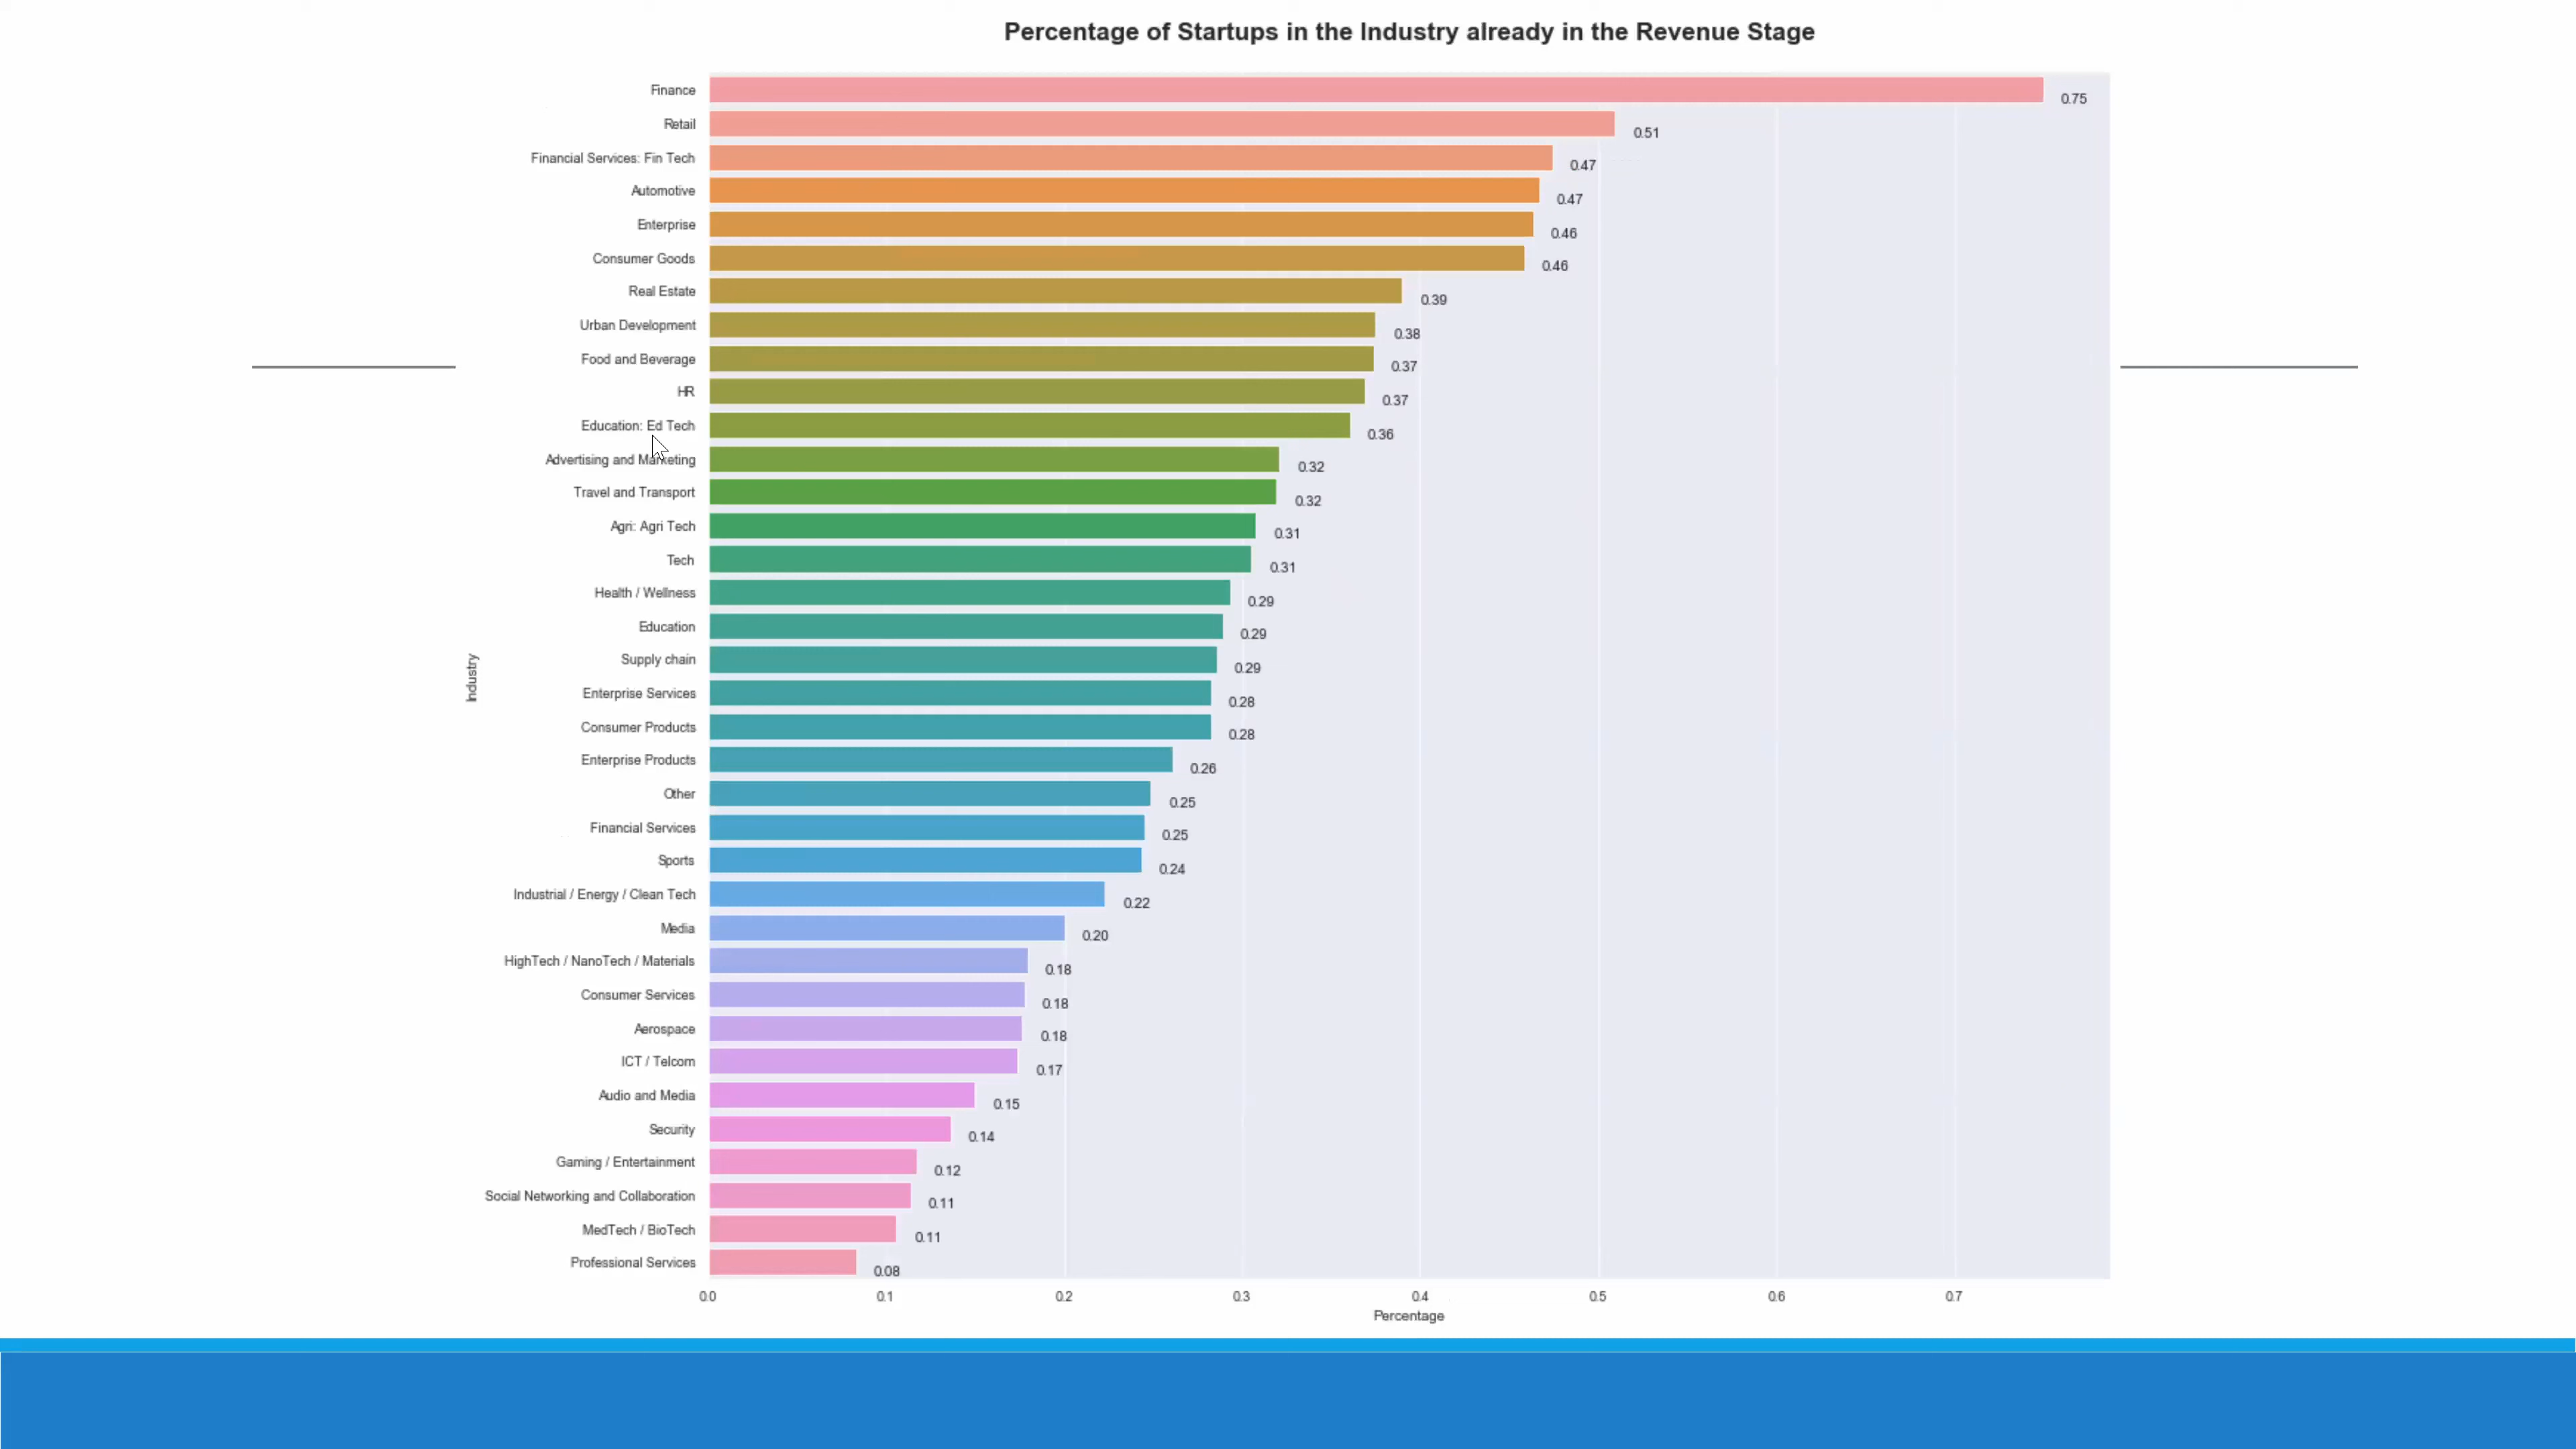 Percentage of Startups in the Industry already in the Revenue Stage
Finance 0.75
Retail 0.51
Financial Services: Fin Tech 0.47
Automotive 0.47
Enterprise 0.46
Consumer Goods 0.46
Real Estate 0.39
Urban Development 0.38
Food and Beverage 0.37
HR 0.37
Education: Ed Tech 0.36
Advertising and Marketing 0.32
Travel and Transport 0.32
Agri: Agri Tech 0.31
Tech 0.31
Health / Wellness 0.29
Education 0.29
Supply chain 0.29
Industry
Enterprise Services 0.28
Consumer Products 0.28
Enterprise Products 0.26
Other 0.25
Financial Services 0.25
Sports 0.24
Industrial / Energy / Clean Tech 0.22
Media 0.20
HighTech / NanoTech / Materials 0.18
Consumer Services 0.18
Aerospace 0.18
ICT / Telcom 0.17
Audio and Media 0.15
Security 0.14
Gaming / Entertainment 0.12
Social Networking and Collaboration 0.11
MedTech / BioTech 0.11
Professional Services 0.08
0.0 0.1 0.2 0.3 0.4 0.5 0.6 0.7
Percentage